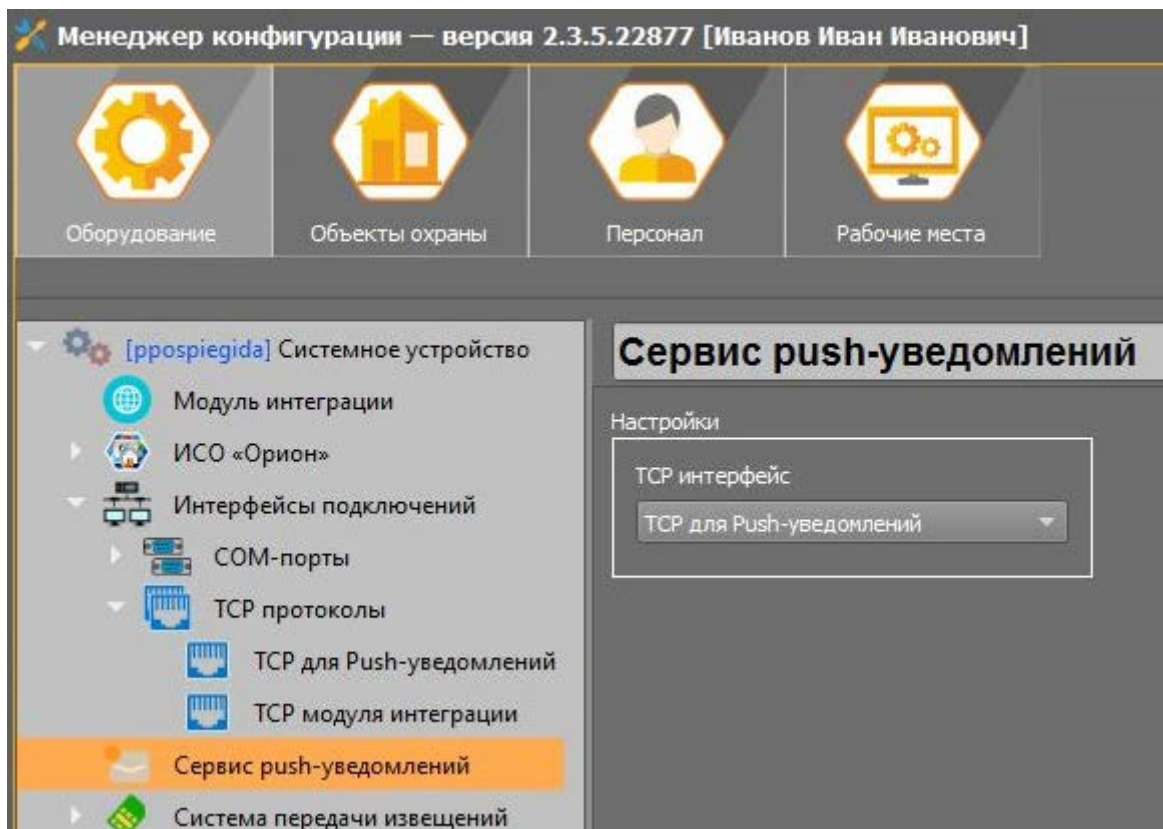 Менеджер конфигурации — версия 2.3.5.22877 [Иванов Иван Иванович]
Оборудование
Объекты охраны
Персонал
Рабочие места
[ppospiegida] Системное устройство
Модуль интеграции
ИСО «Орион»
Интерфейсы подключений
COM-порты
TCP протоколы
TCP для Push-уведомлений
TCP модуля интеграции
Сервис push-уведомлений
Система передачи извещений
Сервис push-уведомлений
Настройки
TCP интерфейс
TCP для Push-уведомлений